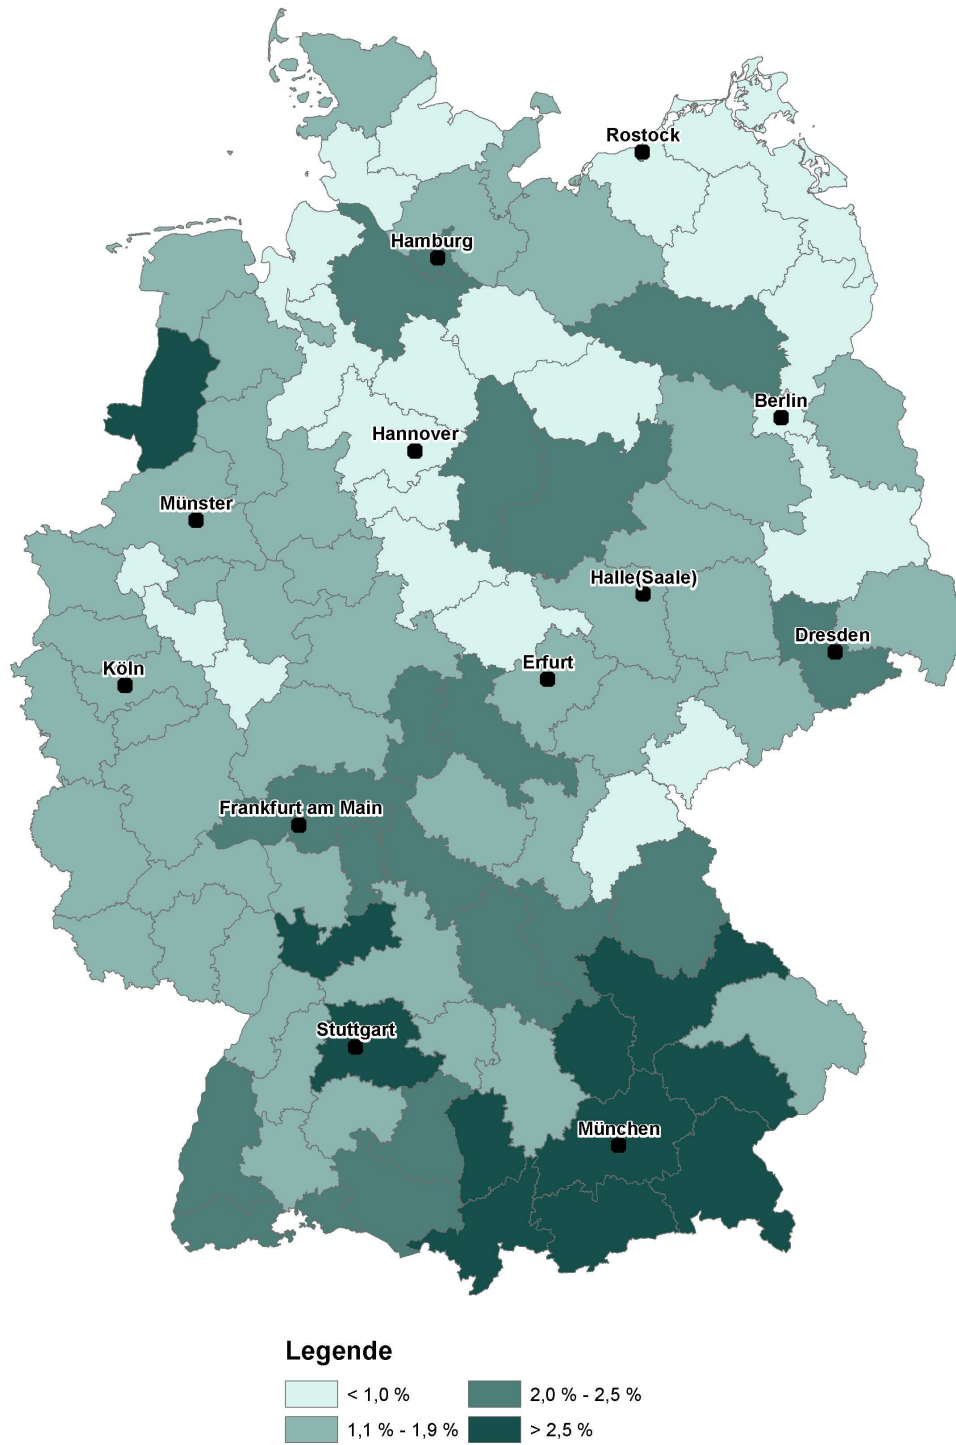 Rostock
Hamburg
Berlin
Hannover
Münster
Halle(Saale)
Dresden
Köln
Erfurt
Frankfurt am Main
Stuttgart
München
Legende
< 1,0 %
2,0 % - 2,5 %
1,1 % - 1,9 %
> 2,5 %